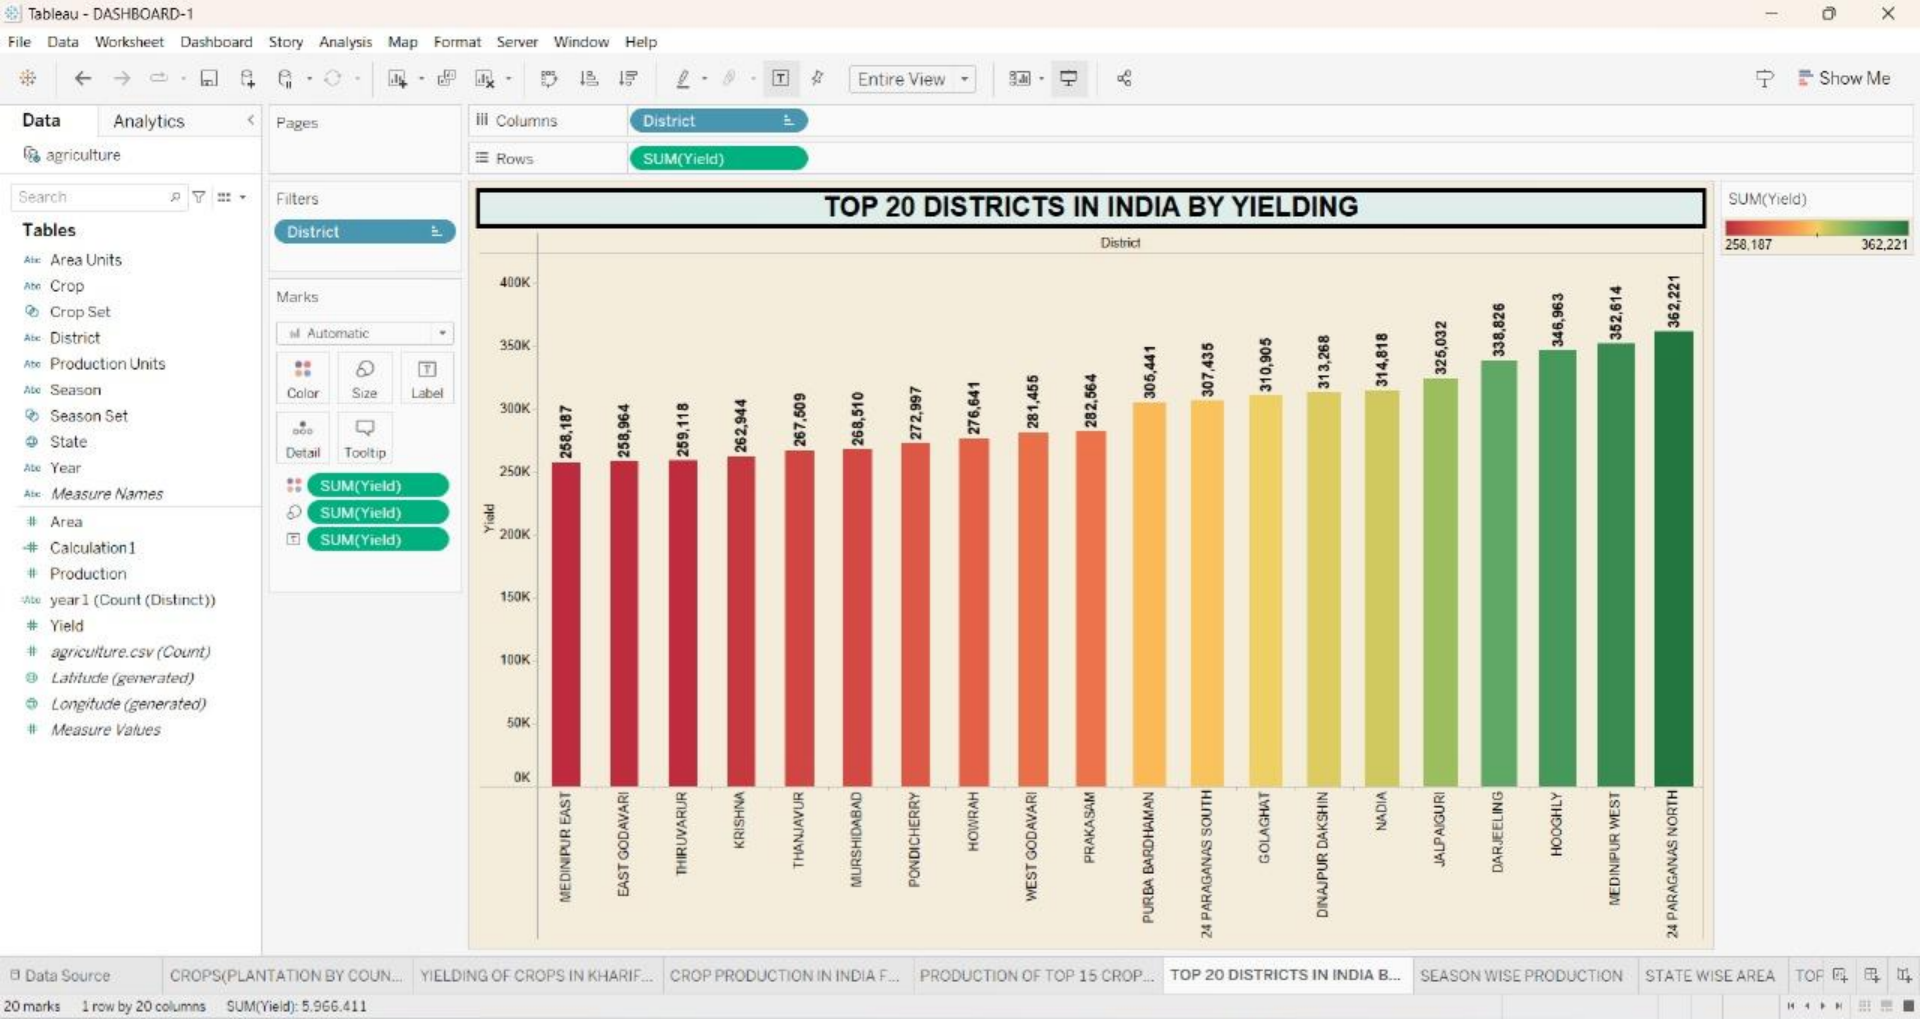 Tableau - DASHBOARD-1
File Data Worksheet Dashboard Story Analysis Map Format Server Window Help
Entire View
Show Me
Data Analytics
agriculture
Search
Tables
Abc Area Units
Abc Crop
Crop Set
Abc District
Abc Production Units
Abc Season
Season Set
State
Abc Year
Abc Measure Names
# Area
# Calculation1
# Production
year1 (Count (Distinct))
# Yield
# agriculture.csv (Count)
Latitude (generated)
Longitude (generated)
# Measure Values
Pages
Filters
District
Marks
Automatic
Color Size Label
Detail Tooltip
SUM(Yield)
SUM(Yield)
SUM(Yield)
Columns District
Rows SUM(Yield)
TOP 20 DISTRICTS IN INDIA BY YIELDING
District
Yield
400K
350K
300K
250K
200K
150K
100K
50K
0K
258,187
258,964
259,118
262,944
267,509
268,510
272,997
276,641
281,455
282,564
305,441
307,435
310,905
313,268
314,818
325,032
338,826
346,963
352,614
362,221
MEDINIPUR EAST
EAST GODAVARI
THIRUVARUR
KRISHNA
THANJAVUR
MURSHIDABAD
PONDICHERRY
HOWRAH
WEST GODAVARI
PRAKASAM
PURBA BARDHAMAN
24 PARAGANAS SOUTH
GOLAGHAT
DINAJPUR DAKSHIN
NADIA
JALPAIGURI
DARJEELING
HOOGHLY
MEDINIPUR WEST
24 PARAGANAS NORTH
SUM(Yield)
258,187 362,221
Data Source CROPS(PLANTATION BY COUN... YIELDING OF CROPS IN KHARIF... CROP PRODUCTION IN INDIA F... PRODUCTION OF TOP 15 CROP... TOP 20 DISTRICTS IN INDIA B... SEASON WISE PRODUCTION STATE WISE AREA TOP
20 marks 1 row by 20 columns SUM(Yield): 5,966,411